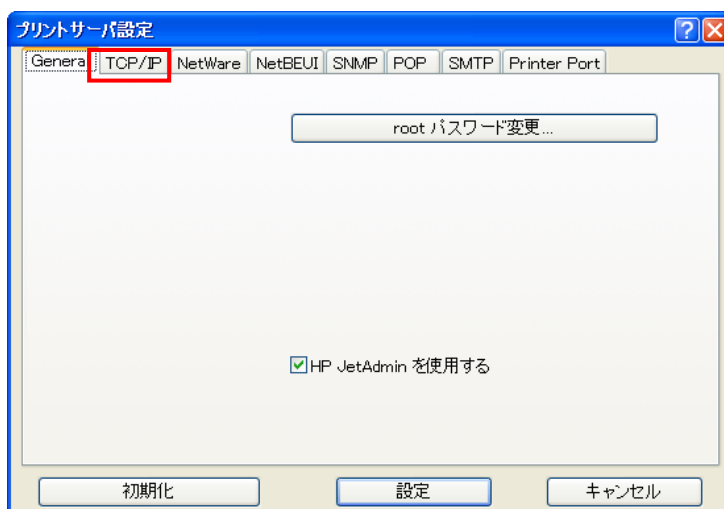 プリントサーバ設定
General TCP/IP NetWare NetBEUI SNMP POP SMTP Printer Port
root パスワード変更...
HP JetAdmin を使用する
初期化 設定 キャンセル